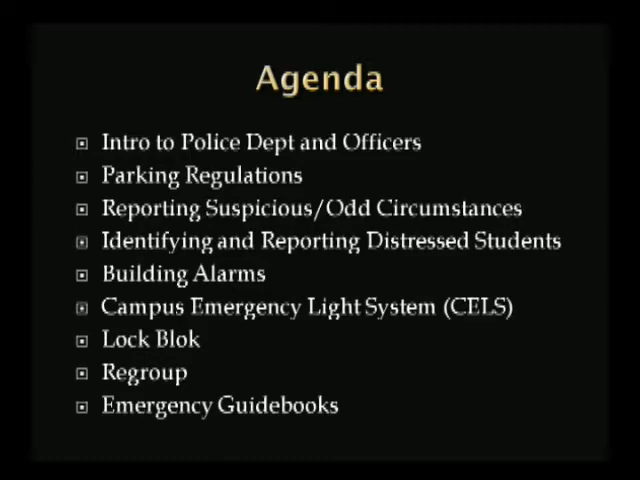 Agenda
Intro to Police Dept and Officers
Parking Regulations
Reporting Suspicious/Odd Circumstances
Identifying and Reporting Distressed Students
Building Alarms
Campus Emergency Light System (CELS)
Lock Blok
Regroup
Emergency Guidebooks